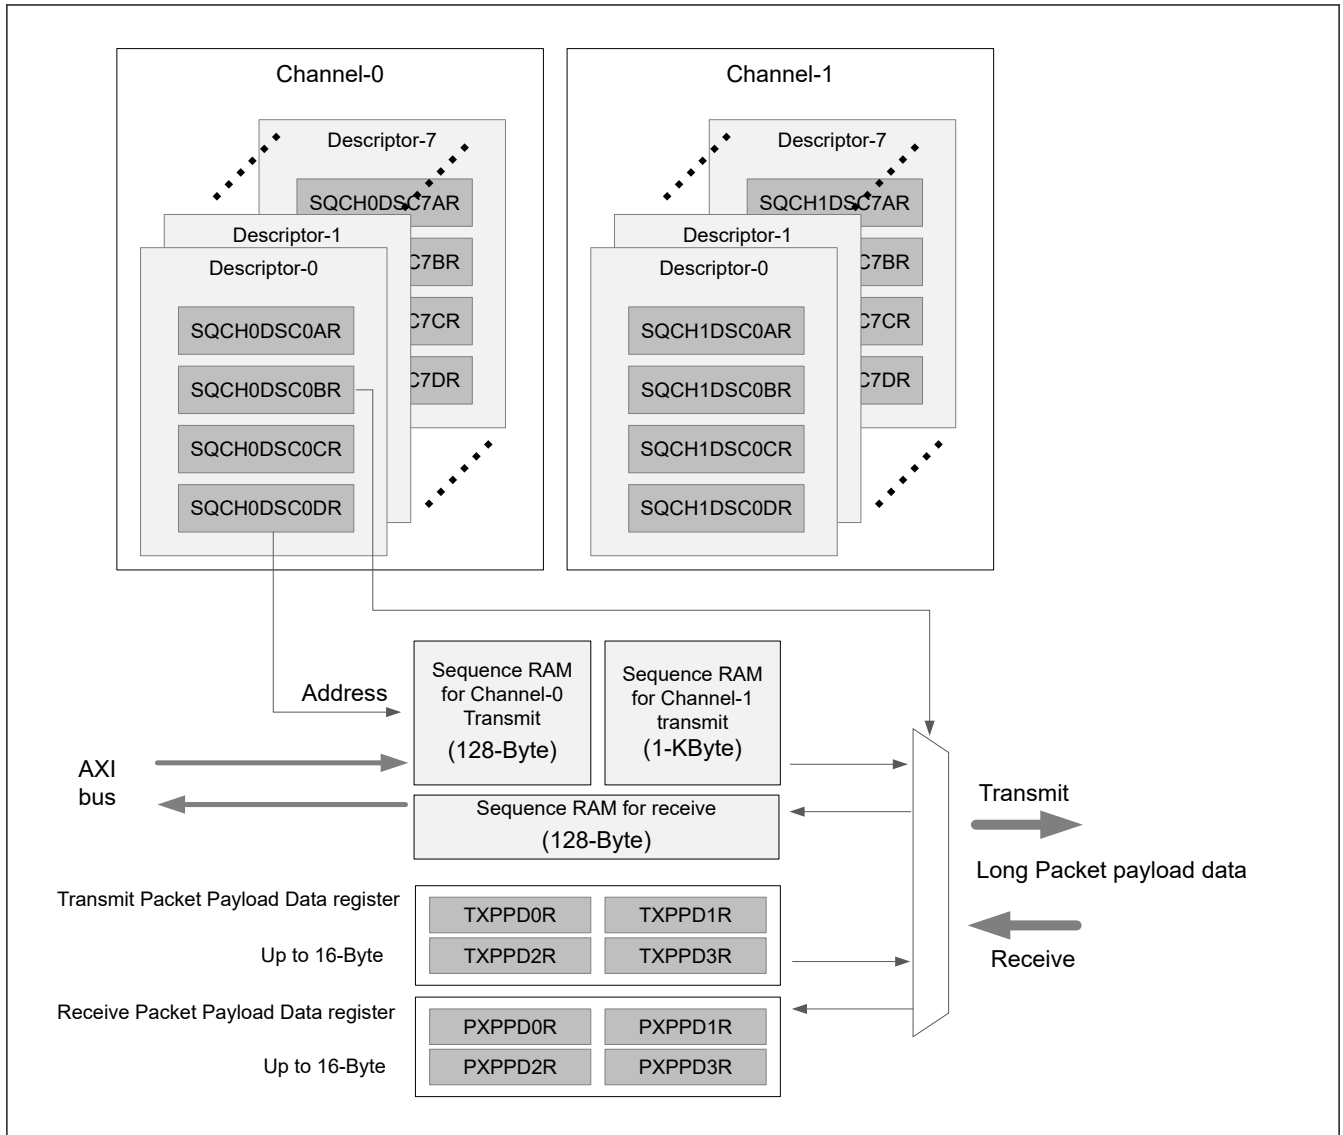 Channel-0
Descriptor-7
SQCH0DSC7AR
Descriptor-1
C7BR
Descriptor-0
C7CR
SQCH0DSC0AR
C7DR
SQCH0DSC0BR
SQCH0DSC0CR
SQCH0DSC0DR
Channel-1
Descriptor-7
SQCH1DSC7AR
Descriptor-1
C7BR
Descriptor-0
C7CR
SQCH1DSC0AR
C7DR
SQCH1DSC0BR
SQCH1DSC0CR
SQCH1DSC0DR
Address
Sequence RAM
for Channel-0
Transmit
(128-Byte)
Sequence RAM
for Channel-1
transmit
(1-KByte)
AXI
bus
Sequence RAM for receive
(128-Byte)
Transmit
Long Packet payload data
Receive
Transmit Packet Payload Data register
Up to 16-Byte
TXPPD0R
TXPPD1R
TXPPD2R
TXPPD3R
Receive Packet Payload Data register
Up to 16-Byte
PXPPD0R
PXPPD1R
PXPPD2R
PXPPD3R